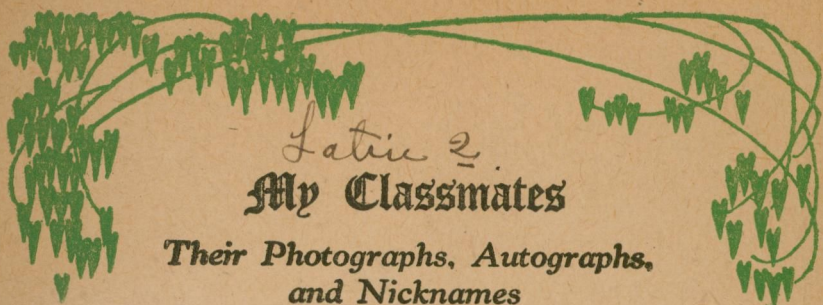 Latin 2
My Classmates
Their Photographs, Autographs,
and Nicknames